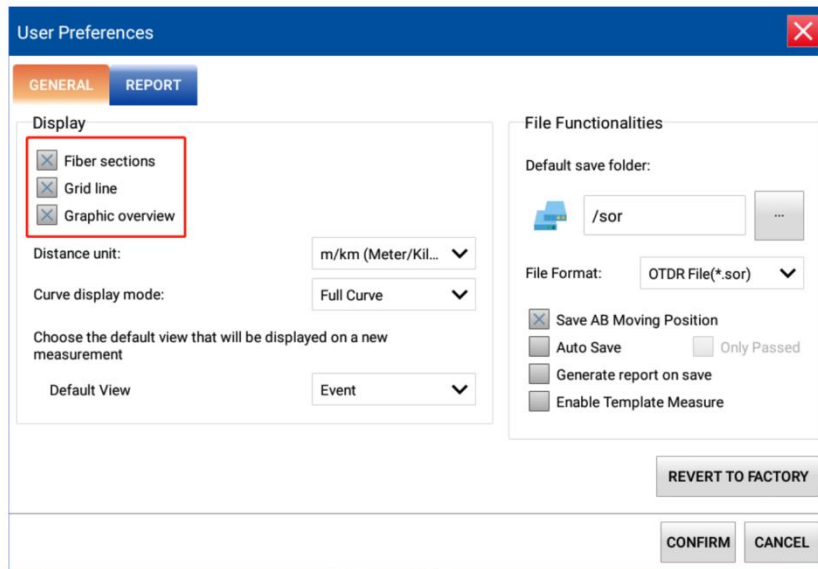 User Preferences
GENERAL
REPORT
Display
Fiber sections
Grid line
Graphic overview
Distance unit:
m/km (Meter/Kil...
Curve display mode:
Full Curve
Choose the default view that will be displayed on a new
measurement
Default View
Event
File Functionalities
Default save folder:
/sor
...
File Format:
OTDR File(*.sor)
Save AB Moving Position
Auto Save
Only Passed
Generate report on save
Enable Template Measure
REVERT TO FACTORY
CONFIRM
CANCEL